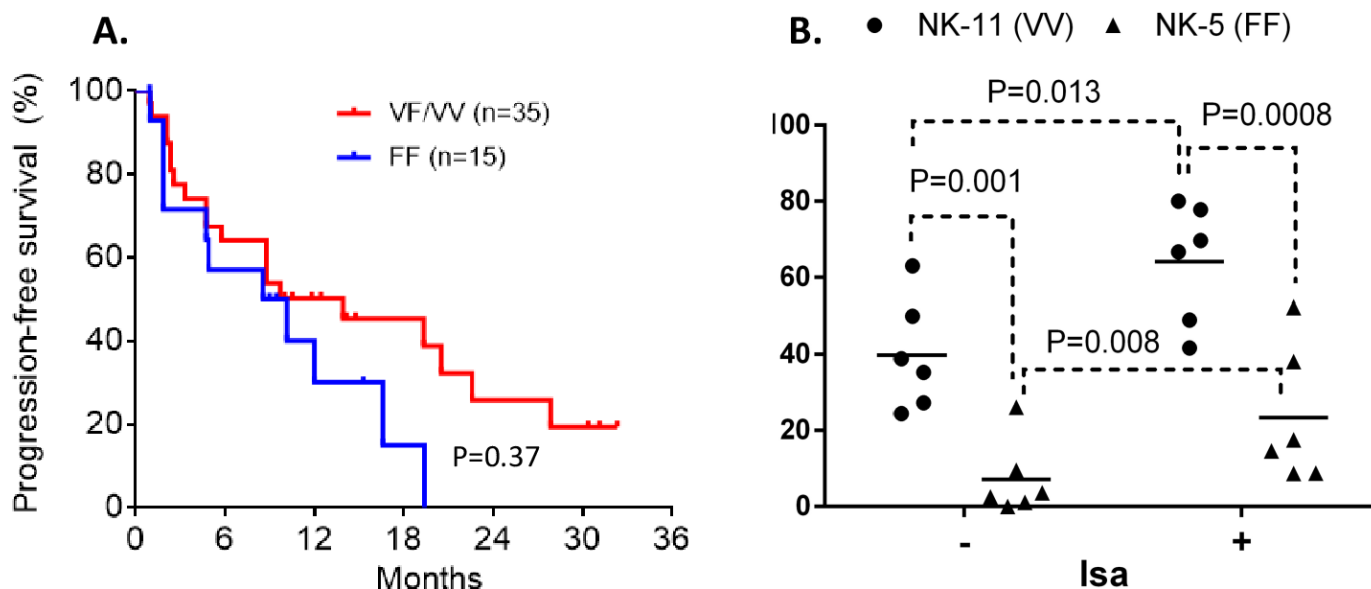 A.
Progression-free survival (%)
100
80
60
40
20
0
VF/VV (n=35)
FF (n=15)
P=0.37
0 6 12 18 24 30 36
Months
B.
● NK-11 (VV) ▲ NK-5 (FF)
P=0.013
P=0.0008
P=0.001
P=0.008
100
80
60
40
20
0
- +
Isa